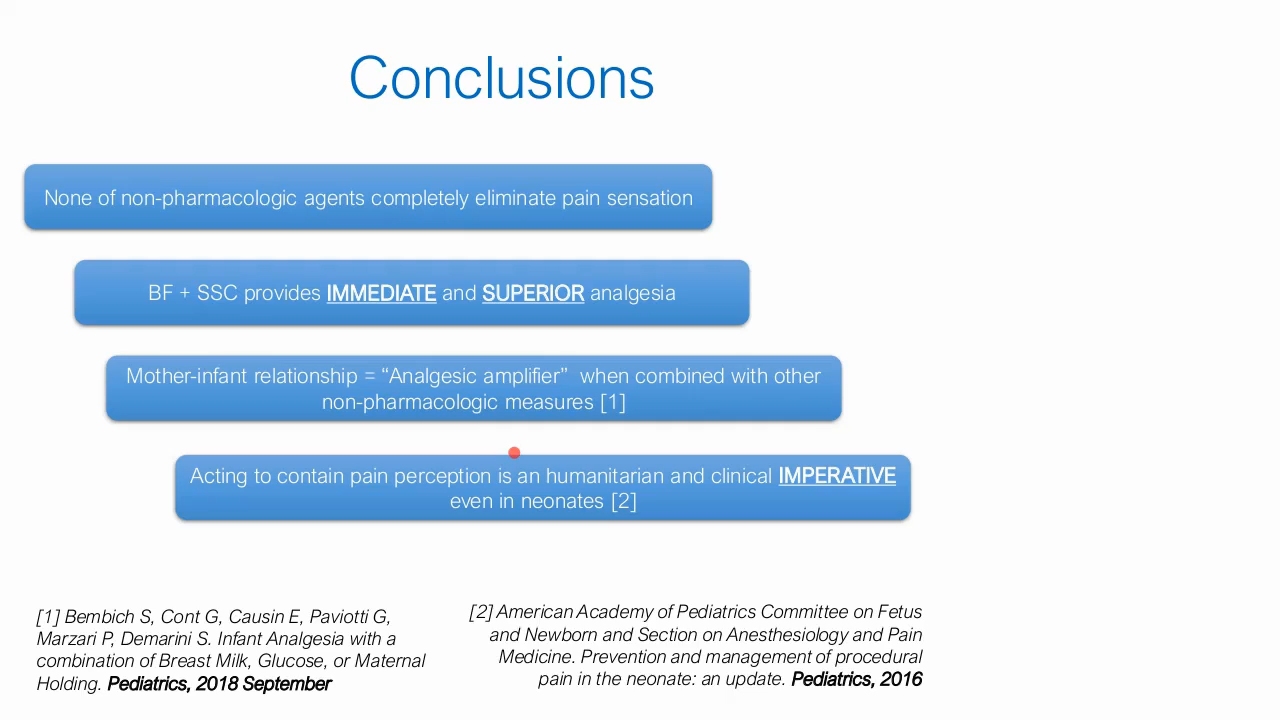 Conclusions
None of non-pharmacologic agents completely eliminate pain sensation
BF + SSC provides IMMEDIATE and SUPERIOR analgesia
Mother-infant relationship = “Analgesic amplifier” when combined with other
non-pharmacologic measures [1]
Acting to contain pain perception is an humanitarian and clinical IMPERATIVE
even in neonates [2]
[1] Bembich S, Cont G, Causin E, Paviotti G,
Marzari P, Demarini S. Infant Analgesia with a
combination of Breast Milk, Glucose, or Maternal
Holding. Pediatrics, 2018 September
[2] American Academy of Pediatrics Committee on Fetus
and Newborn and Section on Anesthesiology and Pain
Medicine. Prevention and management of procedural
pain in the neonate: an update. Pediatrics, 2016